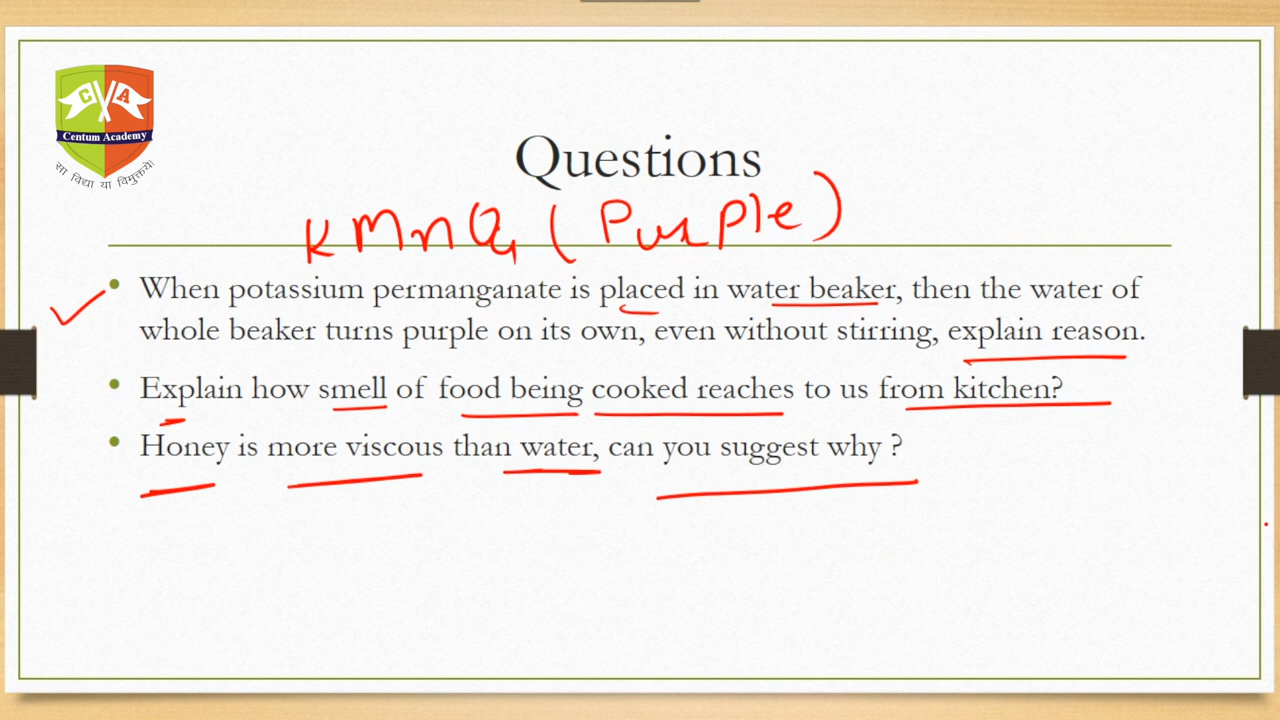 C A
Centum Academy
सा विद्या या विमुक्तये।
Questions
KMnO4 (Purple)
• When potassium permanganate is placed in water beaker, then the water of
whole beaker turns purple on its own, even without stirring, explain reason.
• Explain how smell of food being cooked reaches to us from kitchen?
• Honey is more viscous than water, can you suggest why ?